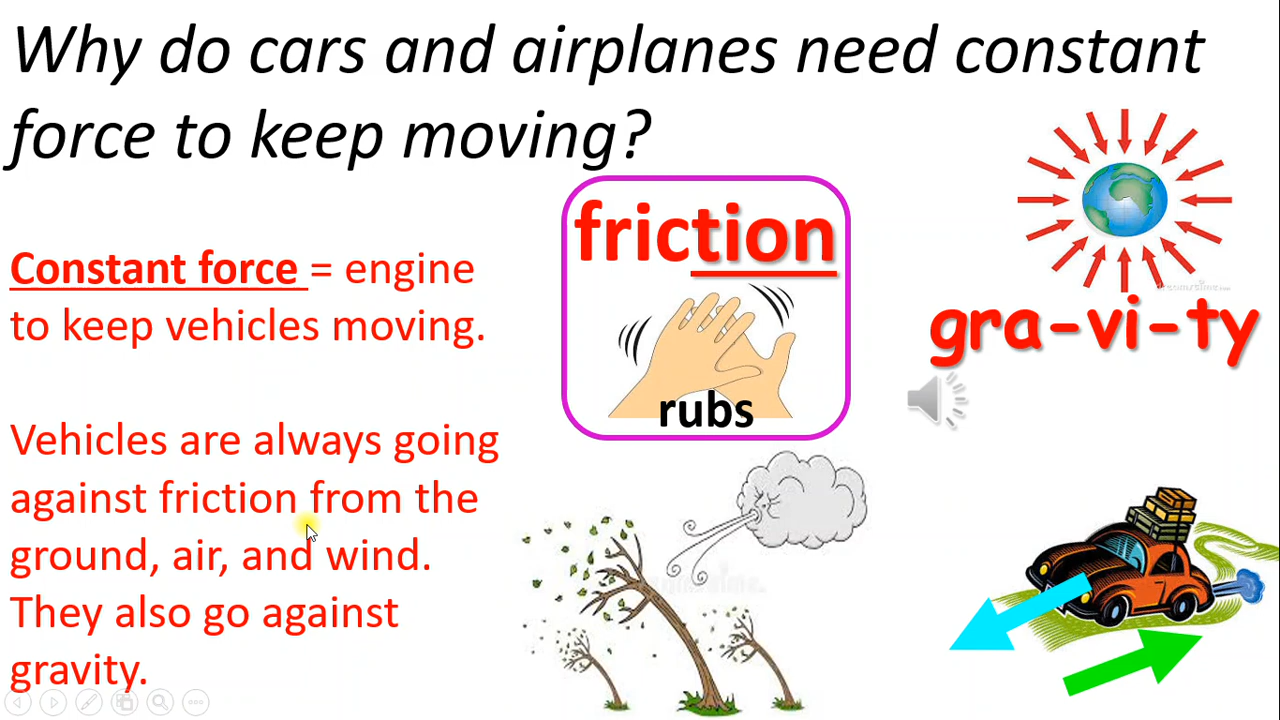 Why do cars and airplanes need constant
force to keep moving?
friction
rubs
gra-vi-ty
Constant force = engine
to keep vehicles moving.
Vehicles are always going
against friction from the
ground, air, and wind.
They also go against
gravity.